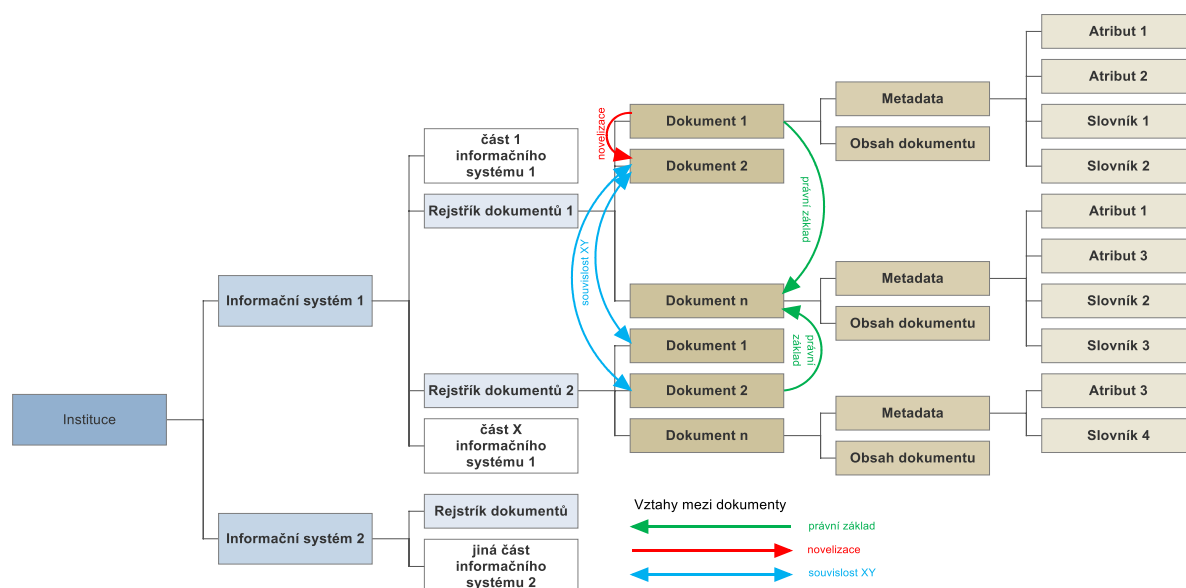 Instituce
Informační systém 1
část 1
informačního
systému 1
Rejstřík dokumentů 1
Dokument 1
Metadata
Atribut 1
Atribut 2
Slovník 1
Slovník 2
Obsah dokumentu
Dokument 2
Dokument n
Metadata
Atribut 1
Atribut 3
Slovník 2
Slovník 3
Obsah dokumentu
novelizace
souvislost XY
právní základ
právní
základ
Rejstřík dokumentů 2
Dokument 1
Dokument 2
Dokument n
Metadata
Atribut 3
Slovník 4
Obsah dokumentu
část X
informačního
systému 1
Informační systém 2
Rejstrík dokumentů
jiná část
informačního
systému 2
Vztahy mezi dokumenty
právní základ
novelizace
souvislost XY